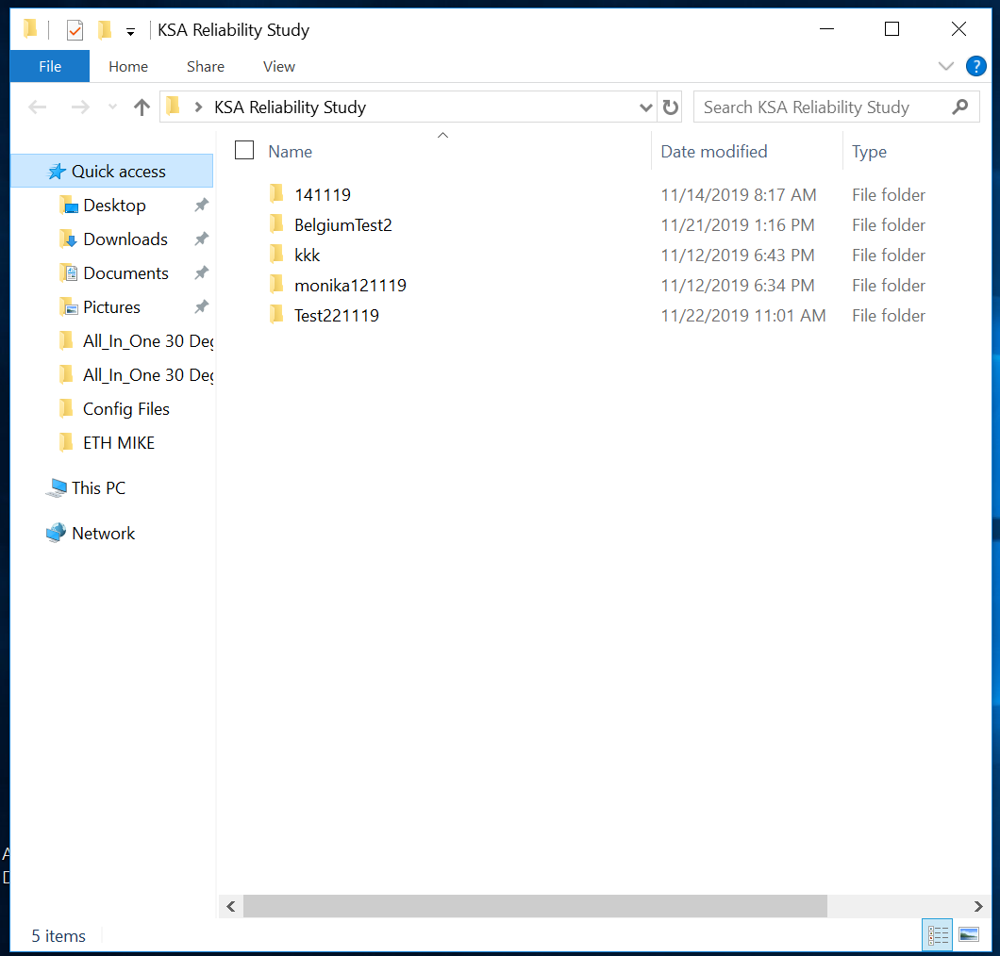 KSA Reliability Study
File Home Share View
KSA Reliability Study Search KSA Reliability Study
Name Date modified Type
Quick access
Desktop
Downloads
Documents
Pictures
All_In_One 30 Deg
All_In_One 30 Deg
Config Files
ETH MIKE
This PC
Network
141119 11/14/2019 8:17 AM File folder
BelgiumTest2 11/21/2019 1:16 PM File folder
kkk 11/12/2019 6:43 PM File folder
monika121119 11/12/2019 6:34 PM File folder
Test221119 11/22/2019 11:01 AM File folder
5 items